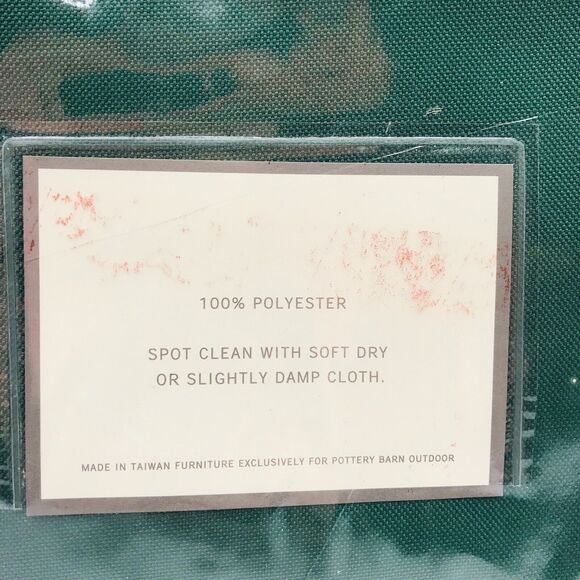 100% POLYESTER
SPOT CLEAN WITH SOFT DRY
OR SLIGHTLY DAMP CLOTH.
MADE IN TAIWAN FURNITURE EXCLUSIVELY FOR POTTERY BARN OUTDOOR